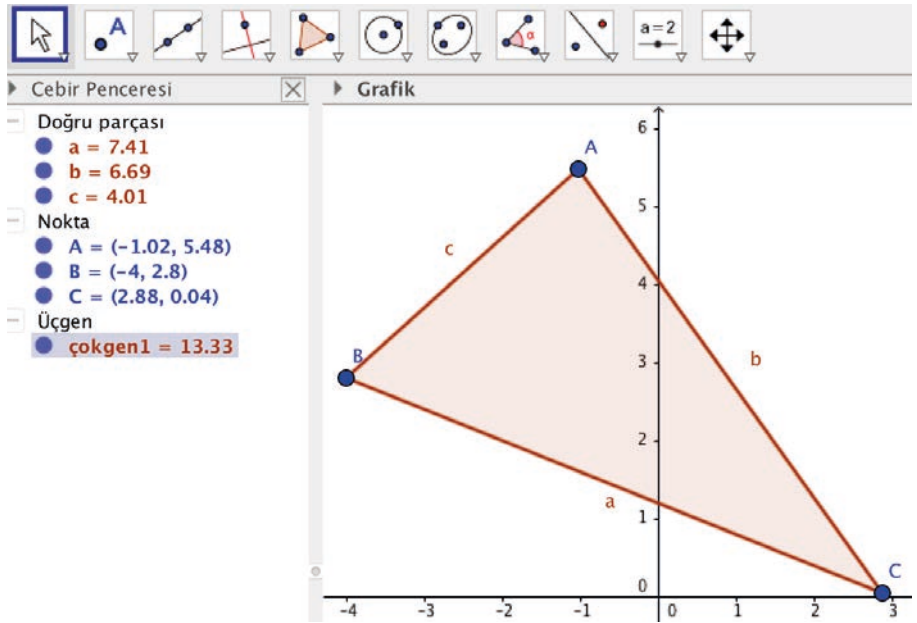 A
α
a=2
Cebir Penceresi
Grafik
Doğru parçası
a = 7.41
b = 6.69
c = 4.01
Nokta
A = (-1.02, 5.48)
B = (-4, 2.8)
C = (2.88, 0.04)
Üçgen
çokgen1 = 13.33
6
A
5
c
4
B
3
b
2
a
1
C
0
-4 -3 -2 -1 0 1 2 3